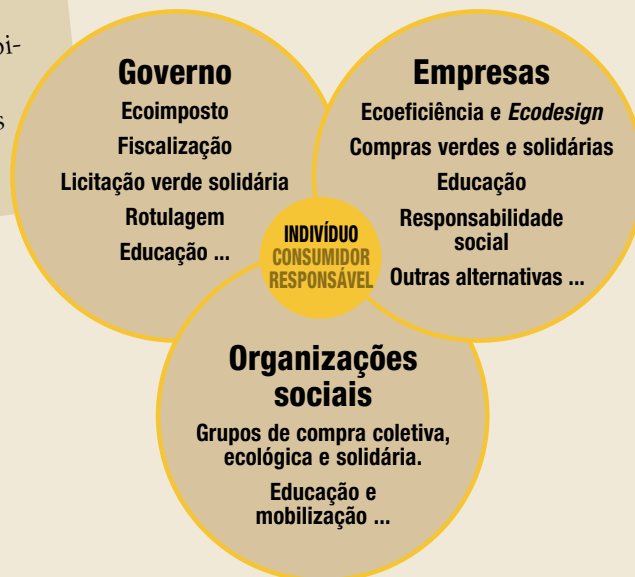 Governo
Ecoimposto
Fiscalização
Licitação verde solidária
Rotulagem
Educação ...
Empresas
Ecoeficiência e Ecodesign
Compras verdes e solidárias
Educação
Responsabilidade
social
Outras alternativas ...
INDIVÍDUO
CONSUMIDOR
RESPONSÁVEL
Organizações
sociais
Grupos de compra coletiva,
ecológica e solidária.
Educação e
mobilização ...